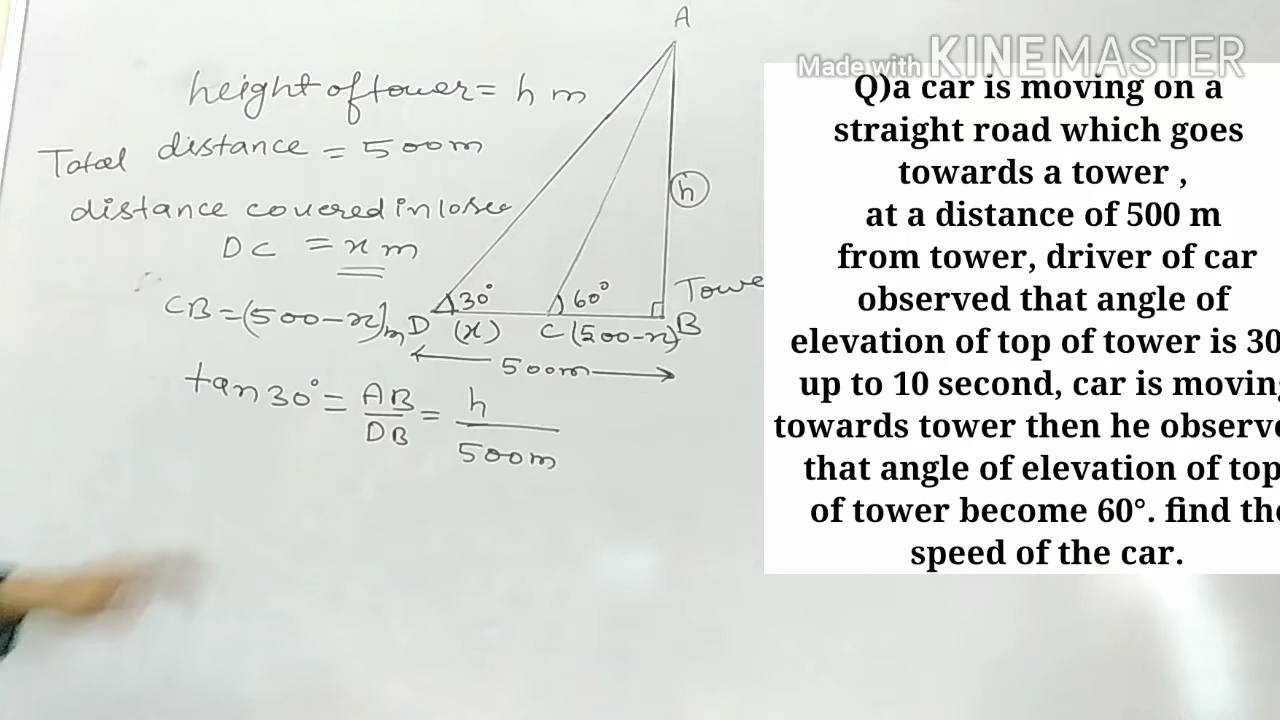 height of tower = h m
Total distance = 500m
distance covered in 10sec
DC = x m
CB = (500-x)m
tan30° = AB/DB = h/500m
A
h
Towe
30°
60°
D (x) C (500-x) B
500m
Made with KINEMASTER
Q)a car is moving on a
straight road which goes
towards a tower ,
at a distance of 500 m
from tower, driver of car
observed that angle of
elevation of top of tower is 30
up to 10 second, car is moving
towards tower then he observe
that angle of elevation of top
of tower become 60°. find the
speed of the car.